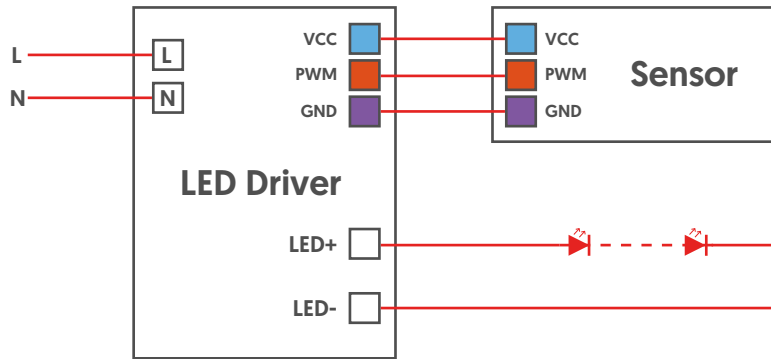 L
L
N
N
VCC
PWM
GND
VCC
PWM
GND
Sensor
LED Driver
LED+
LED-